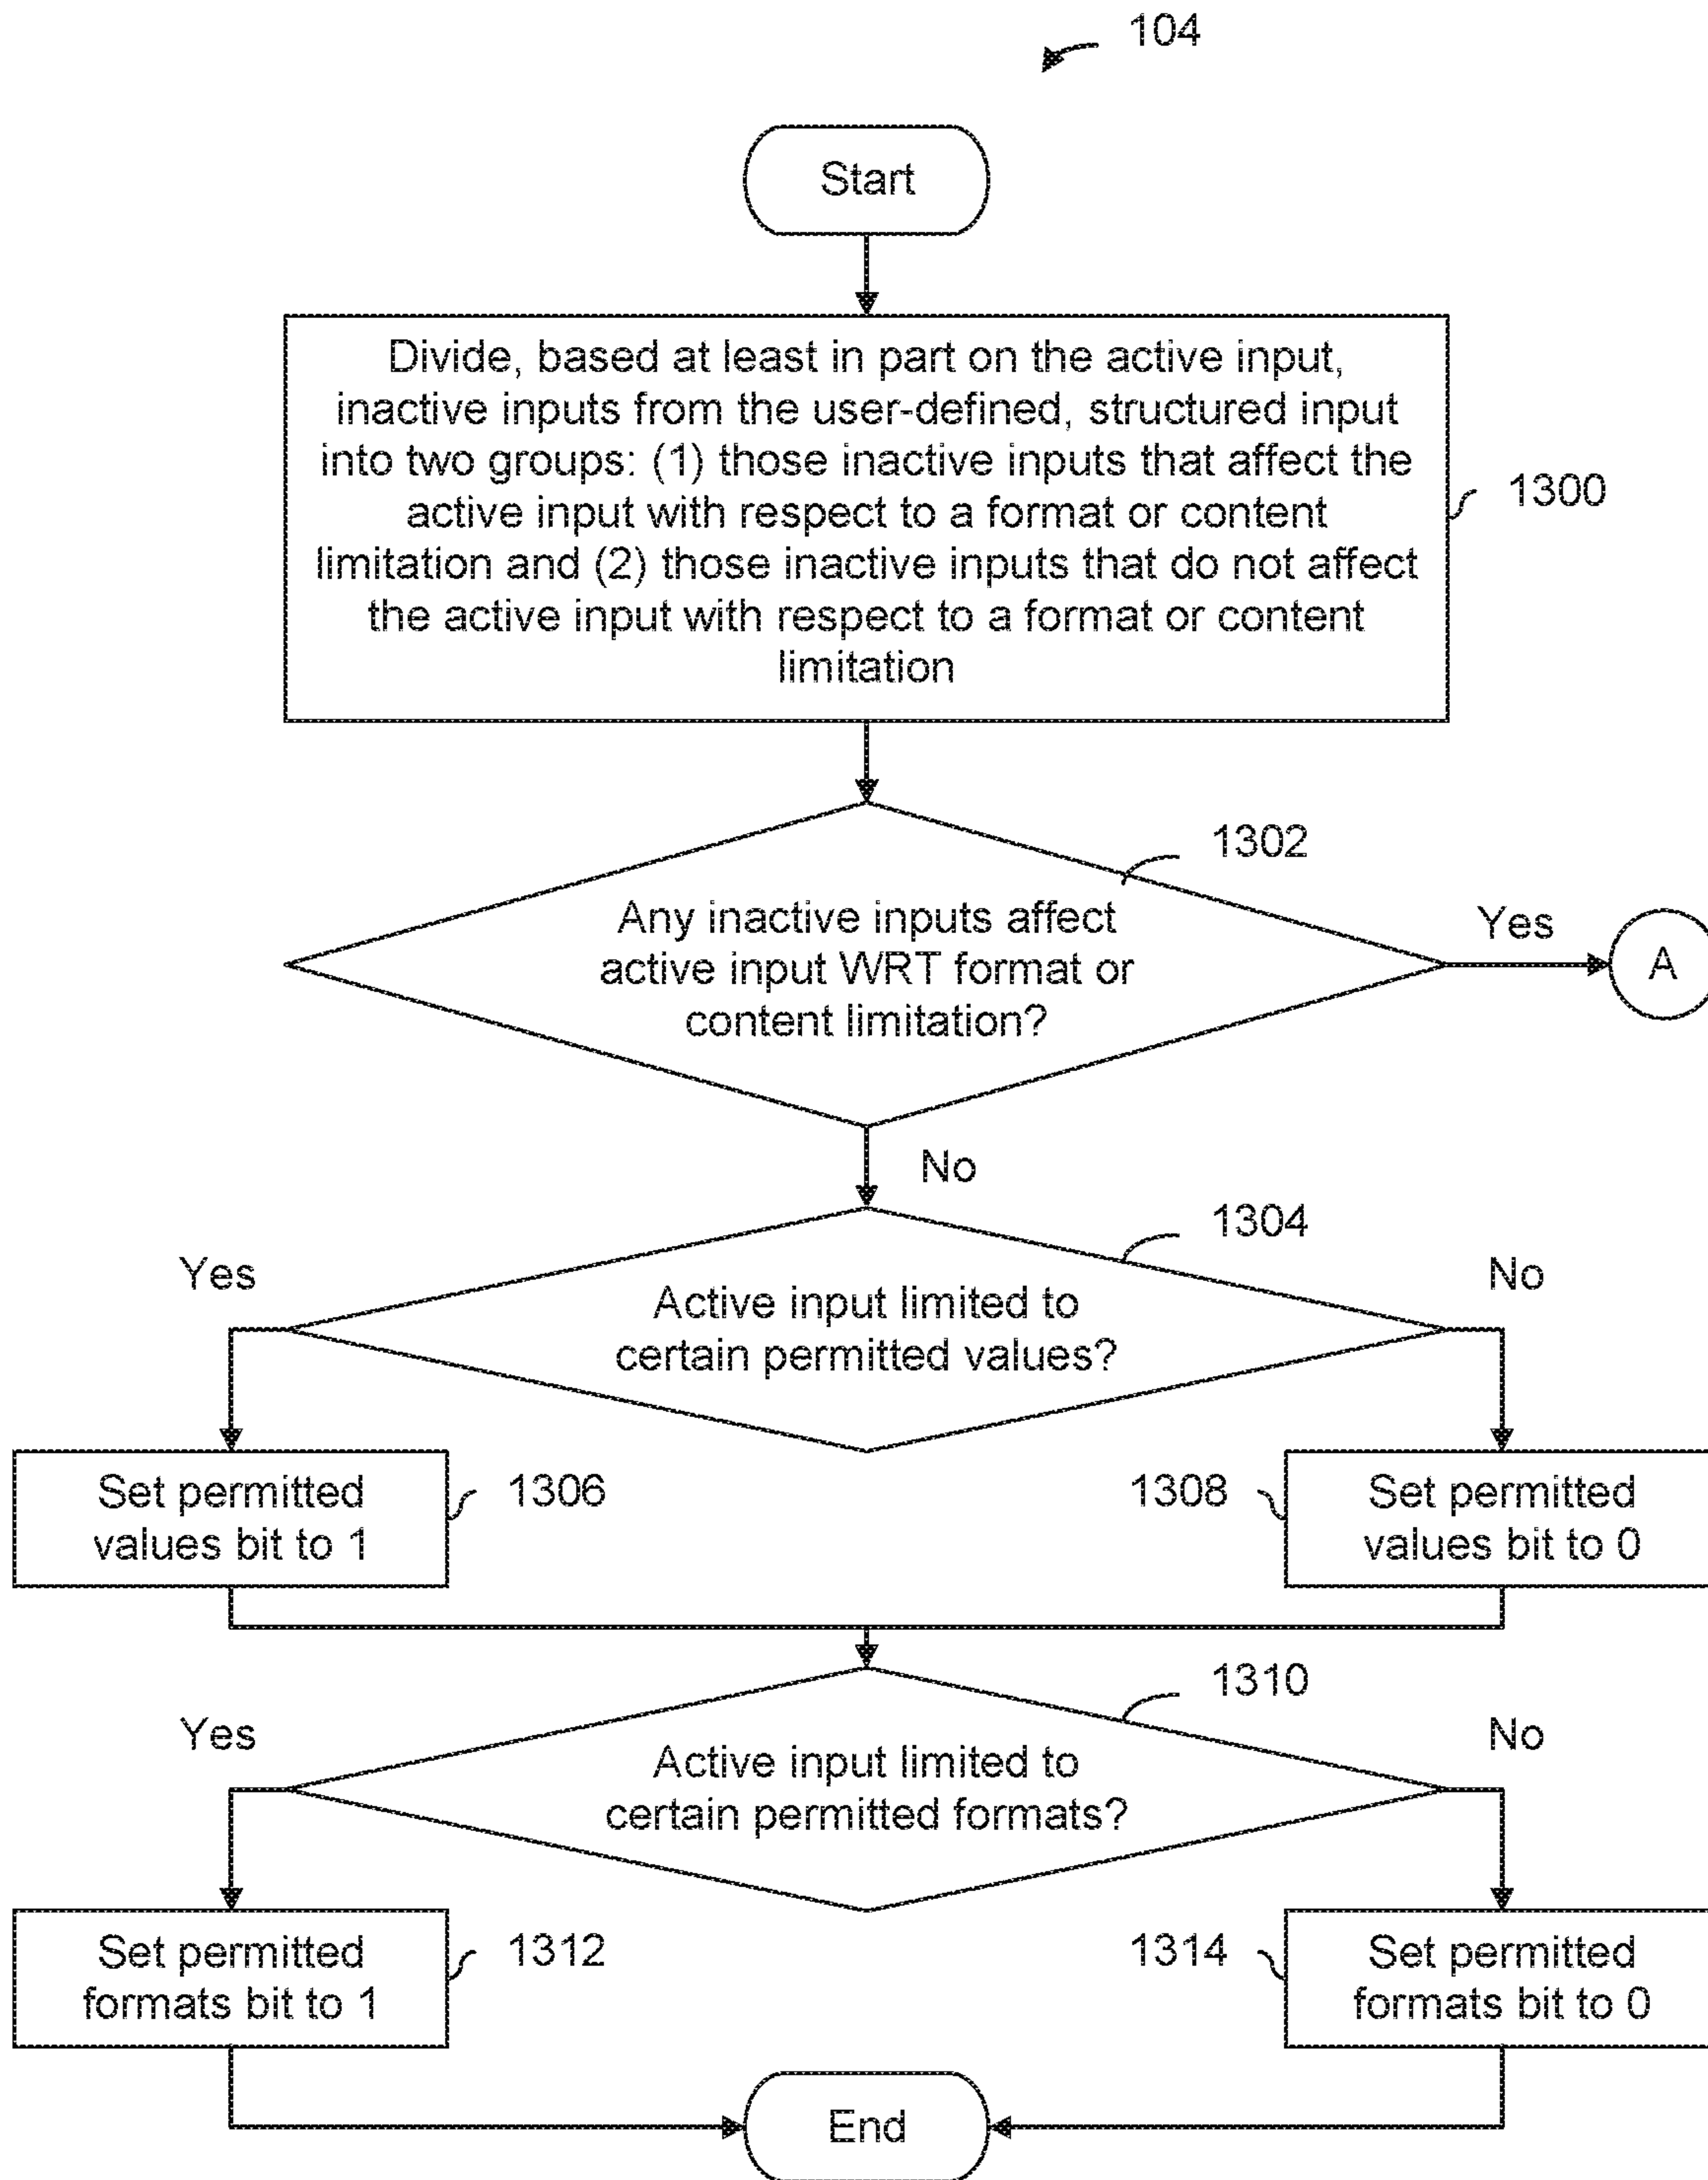 104
Start
Divide, based at least in part on the active input,
inactive inputs from the user-defined, structured input
into two groups: (1) those inactive inputs that affect the
active input with respect to a format or content
limitation and (2) those inactive inputs that do not affect
the active input with respect to a format or content
limitation
1300
1302
Any inactive inputs affect
active input WRT format or
content limitation?
Yes
A
No
1304
Yes
No
Active input limited to
certain permitted values?
Set permitted
values bit to 1
1306
1308
Set permitted
values bit to 0
1310
Yes
No
Active input limited to
certain permitted formats?
Set permitted
formats bit to 1
1312
1314
Set permitted
formats bit to 0
End